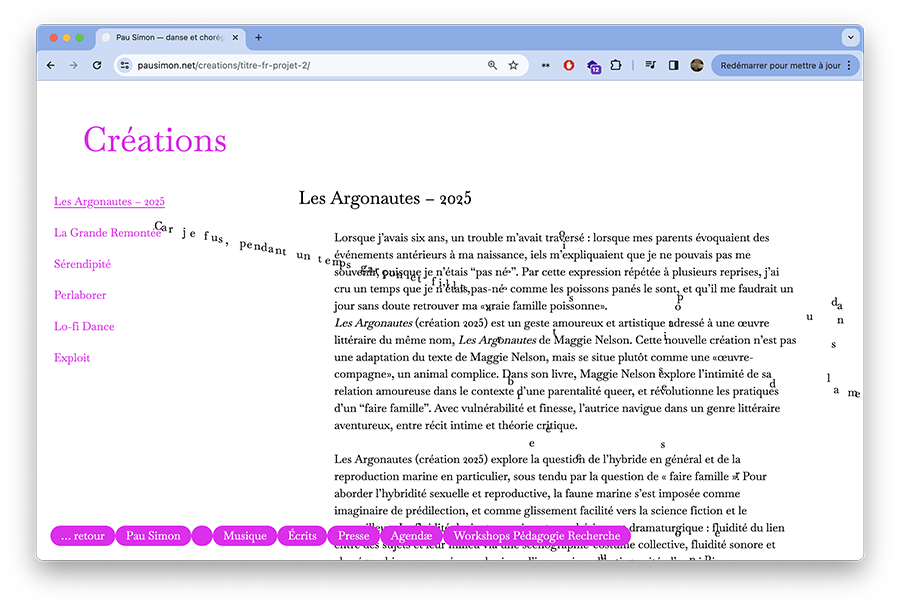 Pau Simon — danse et chorég
pausimon.net/creations/titre-fr-projet-2/
12
Redémarrer pour mettre à jour
Créations
Les Argonautes – 2025
La Grande Remontée
Sérendipité
Perlaborer
Lo-fi Dance
Exploit
Car je fus, pendant un temps garçon et fille,
Les Argonautes – 2025
Lorsque j’avais six ans, un trouble m’avait traversé : lorsque mes parents évoquaient des
événements antérieurs à ma naissance, iels m’expliquaient que je ne pouvais pas me
souvenir puisque je n’étais “pas né·”. Par cette expression répétée à plusieurs reprises, j’ai
cru un temps que je n’étais pas-né· comme les poissons panés le sont, et qu’il me faudrait un
jour sans doute retrouver ma «vraie famille poissonne».
Les Argonautes (création 2025) est un geste amoureux et artistique adressé à une œuvre
littéraire du même nom, Les Argonautes de Maggie Nelson. Cette nouvelle création n’est pas
une adaptation du texte de Maggie Nelson, mais se situe plutôt comme une «œuvre-
compagne», un animal complice. Dans son livre, Maggie Nelson explore l’intimité de sa
relation amoureuse dans le contexte d’une parentalité queer, et révolutionne les pratiques
d’un “faire famille”. Avec vulnérabilité et finesse, l’autrice navigue dans un genre littéraire
aventureux, entre récit intime et théorie critique.
Les Argonautes (création 2025) explore la question de l’hybride en général et de la
reproduction marine en particulier, sous tendu par la question de « faire famille ». Pour
aborder l’hybridité sexuelle et reproductive, la faune marine s’est imposée comme
imaginaire de prédilection, et comme glissement facilité vers la science fiction et le
dramaturgique : fluidité du lien
collective, fluidité sonore et
dans
la me
... retour
Pau Simon
Musique
Écrits
Presse
Agendæ
Workshops Pédagogie Recherche